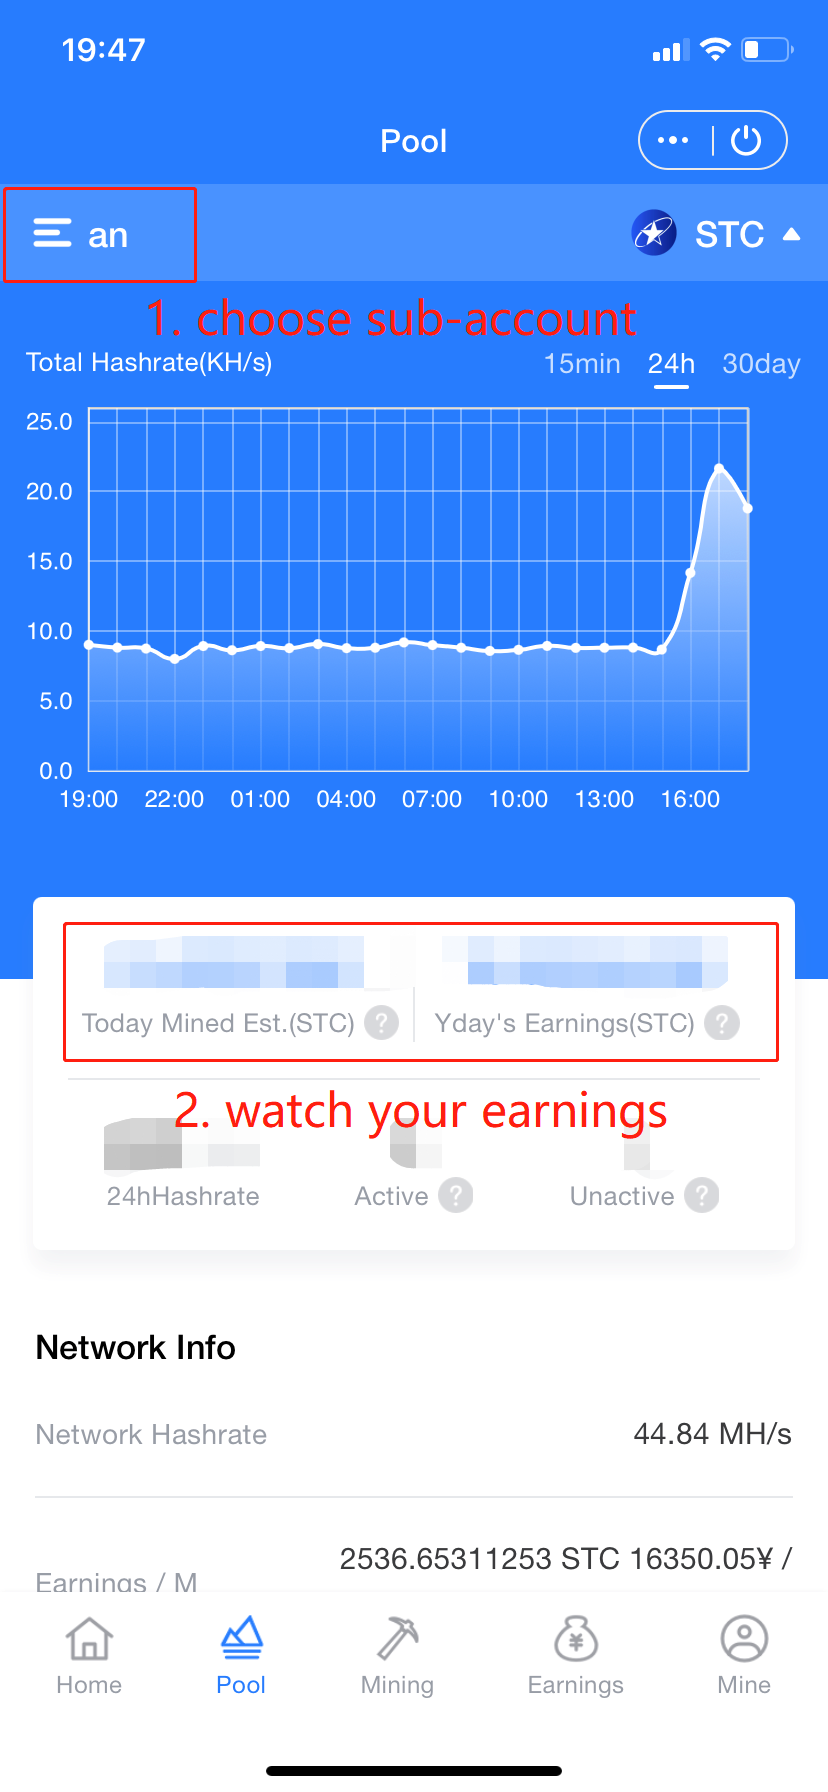 19:47
Pool
an
STC
1. choose sub-account
Total Hashrate(KH/s) 15min 24h 30day
25.0
20.0
15.0
10.0
5.0
0.0
19:00 22:00 01:00 04:00 07:00 10:00 13:00 16:00
Today Mined Est.(STC) ? Yday's Earnings(STC) ?
2. watch your earnings
24hHashrate Active ? Unactive ?
Network Info
Network Hashrate 44.84 MH/s
2536.65311253 STC 16350.05¥ /
Earnings / M
Home Pool Mining Earnings Mine